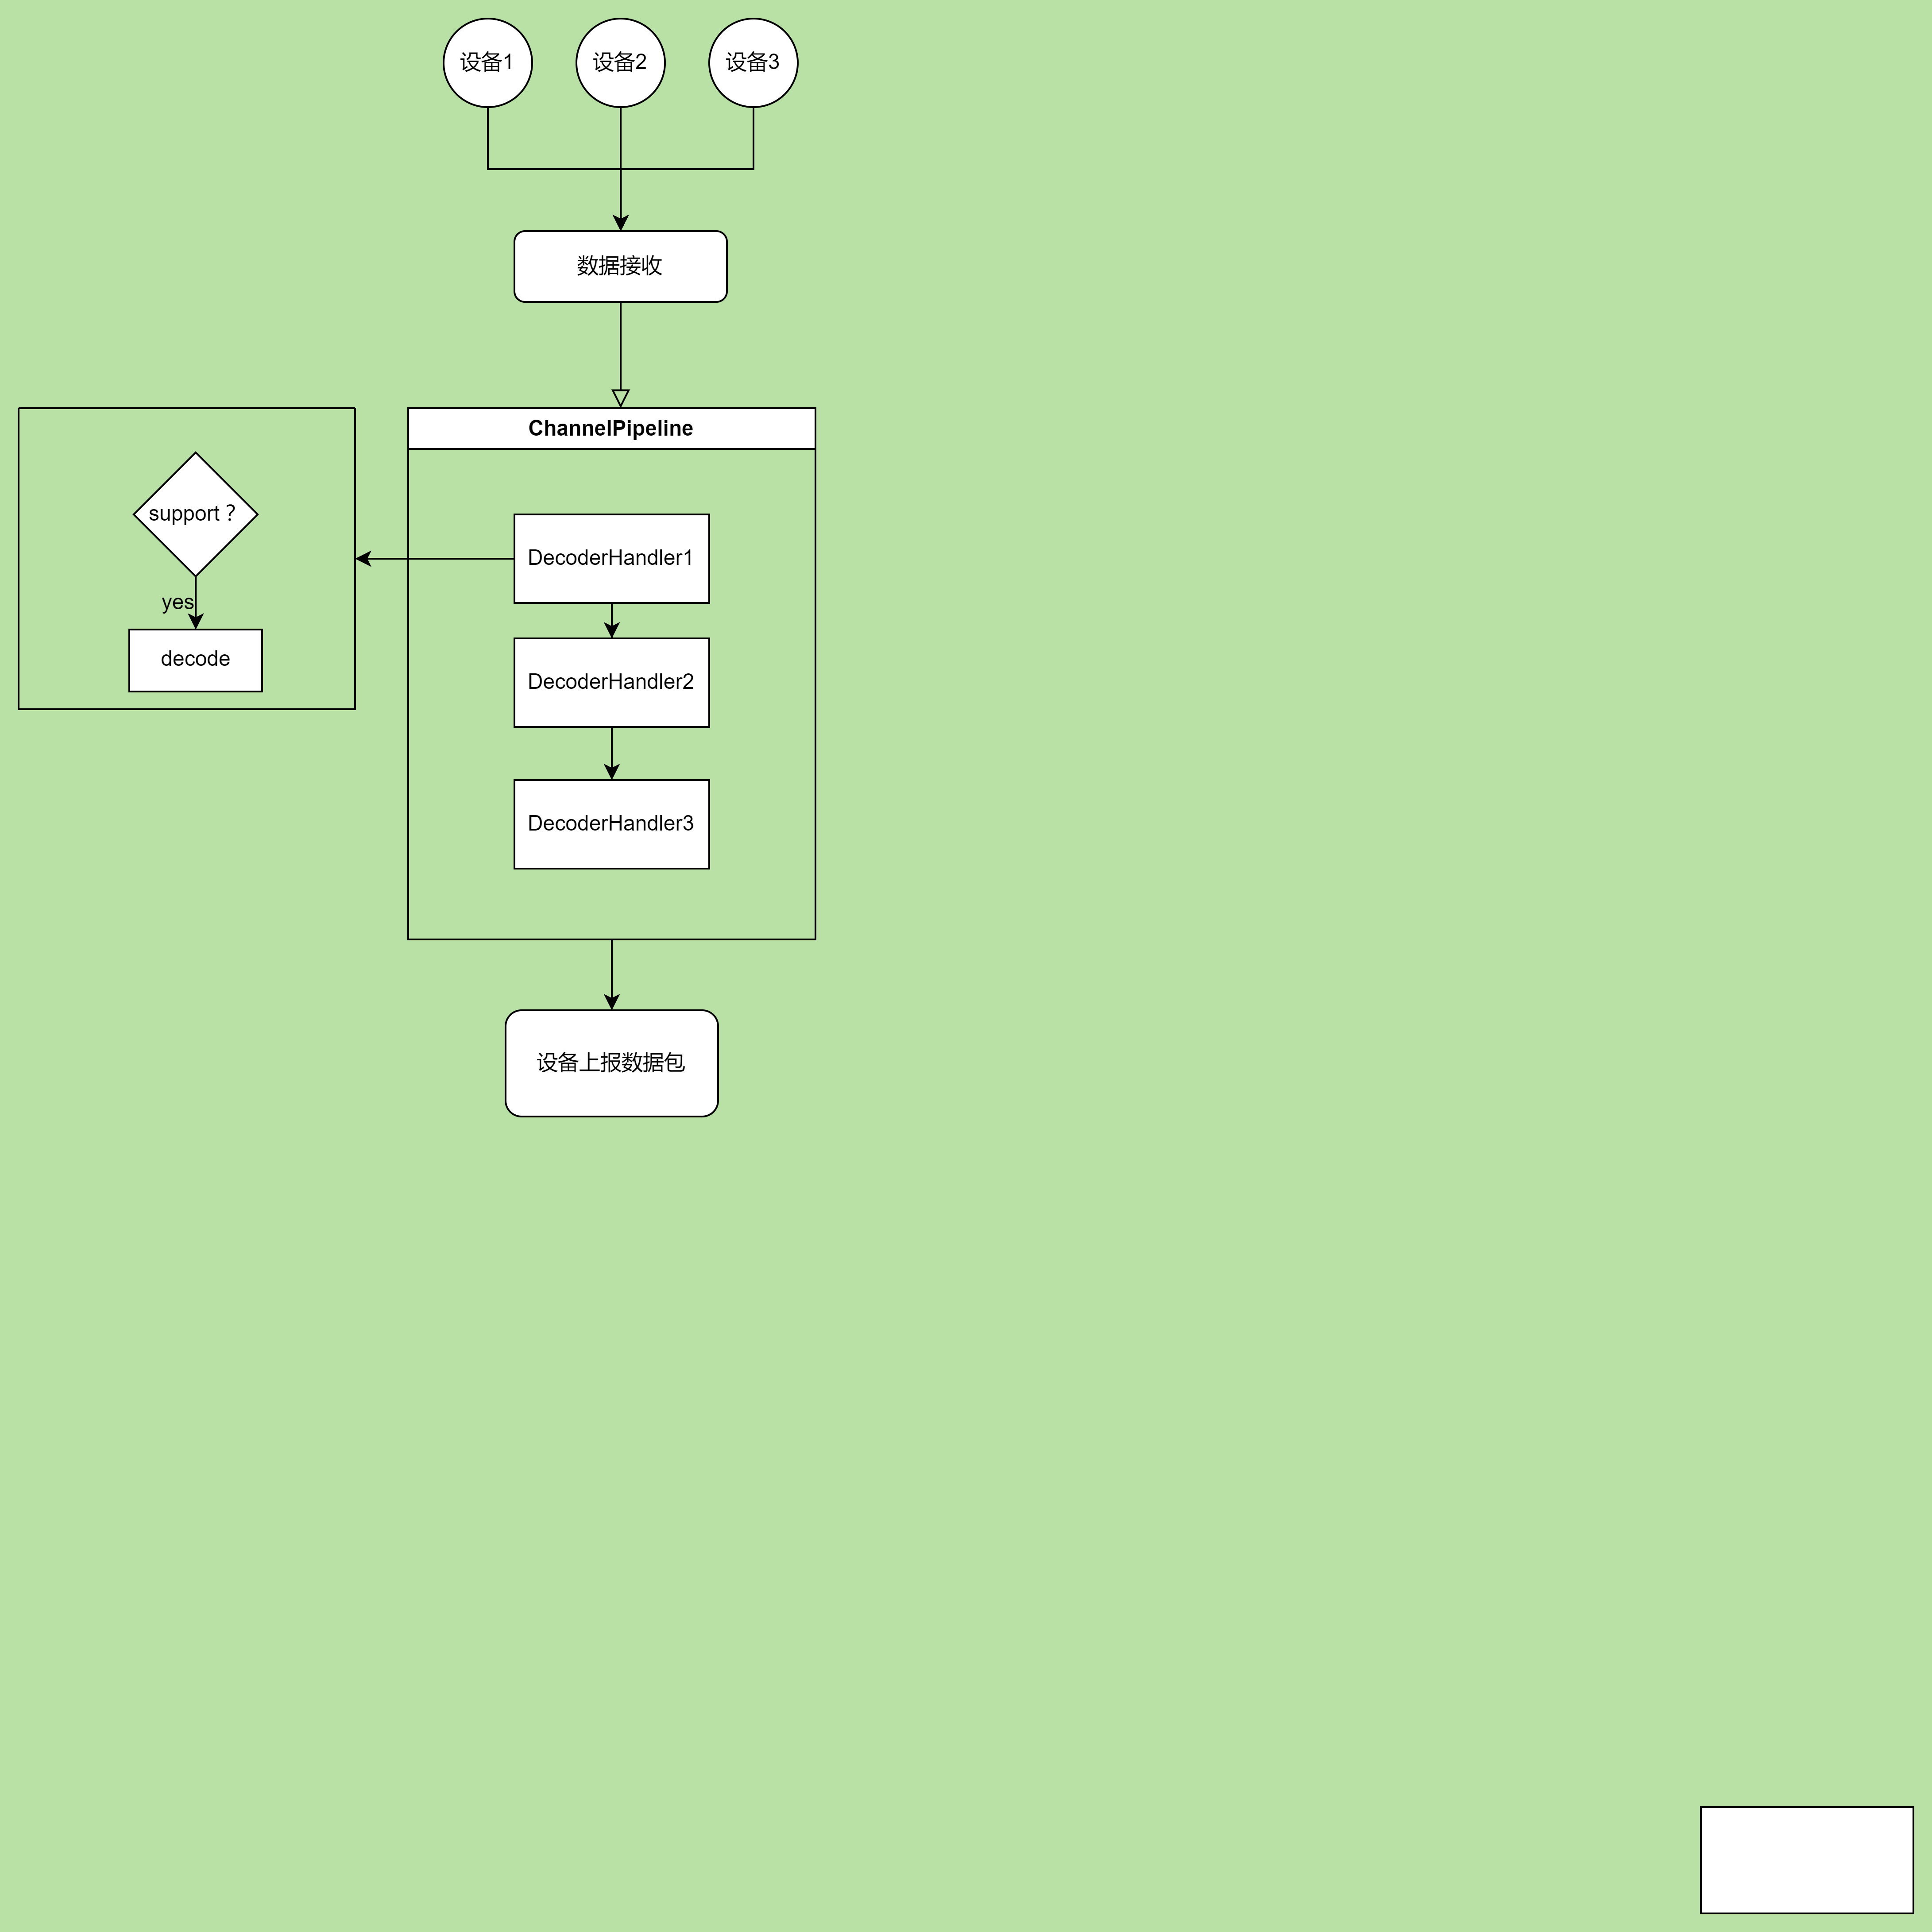 设备1
设备2
设备3
数据接收
ChannelPipeline
support？
yes
decode
DecoderHandler1
DecoderHandler2
DecoderHandler3
设备上报数据包